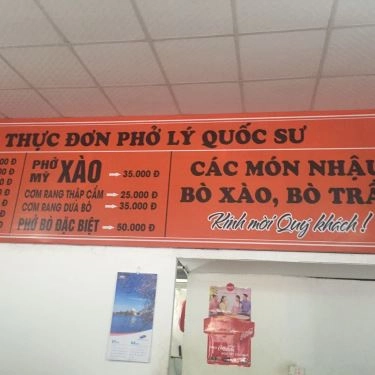 THỰC ĐƠN PHỞ LÝ QUỐC SƯ
PHỞ XÀO
MỲ 35.000 Đ
CƠM RANG THẬP CẨM 25.000 Đ
CƠM RANG DƯA BÒ 35.000 Đ
PHỞ BÒ ĐẶC BIỆT 50.000 Đ
CÁC MÓN NHẬU
BÒ XÀO, BÒ
Kính mời Quý khách !